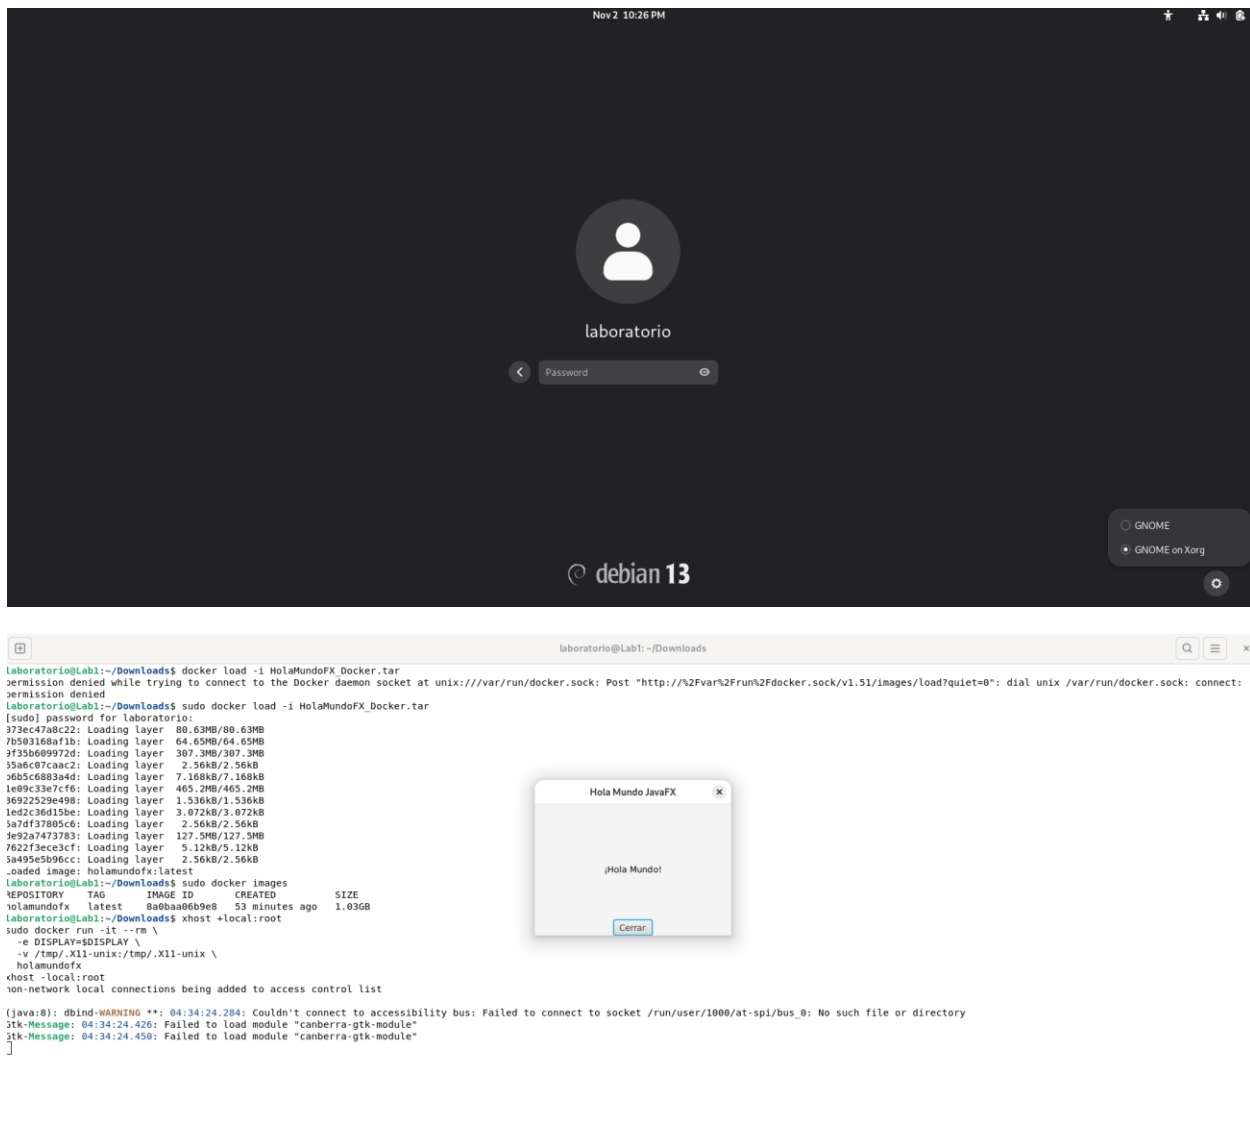 Nov 2 10:26 PM
laboratorio
Password
GNOME
GNOME on Xorg
debian 13
laboratorio@Lab1: ~/Downloads
laboratorio@Lab1:~/Downloads$ docker load -i HolaMundoFX_Docker.tar
permission denied while trying to connect to the Docker daemon socket at unix:///var/run/docker.sock: Post "http://%2Fvar%2Frun%2Fdocker.sock/v1.51/images/load?quiet=0": dial unix /var/run/docker.sock: connect:
permission denied
laboratorio@Lab1:~/Downloads$ sudo docker load -i HolaMundoFX_Docker.tar
[sudo] password for laboratorio:
073ec47a8c22: Loading layer 80.63MB/80.63MB
7b503168af1b: Loading layer 64.65MB/64.65MB
9f35b609972d: Loading layer 307.3MB/307.3MB
55a6c07caac2: Loading layer 2.56kB/2.56kB
b6b5c6883a4d: Loading layer 7.168kB/7.168kB
1e09c33e7cf6: Loading layer 465.2MB/465.2MB
86922529e498: Loading layer 1.536kB/1.536kB
1ed2c36d15be: Loading layer 3.072kB/3.072kB
5a7df37805c6: Loading layer 2.56kB/2.56kB
de92a7473783: Loading layer 127.5MB/127.5MB
7622f3ece3cf: Loading layer 5.12kB/5.12kB
5a495e5b96cc: Loading layer 2.56kB/2.56kB
Loaded image: holamundofx:latest
laboratorio@Lab1:~/Downloads$ sudo docker images
REPOSITORY TAG IMAGE ID CREATED SIZE
holamundofx latest 8a0baa06b9e8 53 minutes ago 1.03GB
laboratorio@Lab1:~/Downloads$ xhost +local:root
sudo docker run -it --rm \
-e DISPLAY=$DISPLAY \
-v /tmp/.X11-unix:/tmp/.X11-unix \
holamundofx
xhost -local:root
non-network local connections being added to access control list
(java:8): dbind-WARNING **: 04:34:24.284: Couldn't connect to accessibility bus: Failed to connect to socket /run/user/1000/at-spi/bus_0: No such file or directory
Gtk-Message: 04:34:24.426: Failed to load module "canberra-gtk-module"
Gtk-Message: 04:34:24.450: Failed to load module "canberra-gtk-module"
Hola Mundo JavaFX
¡Hola Mundo!
Cerrar